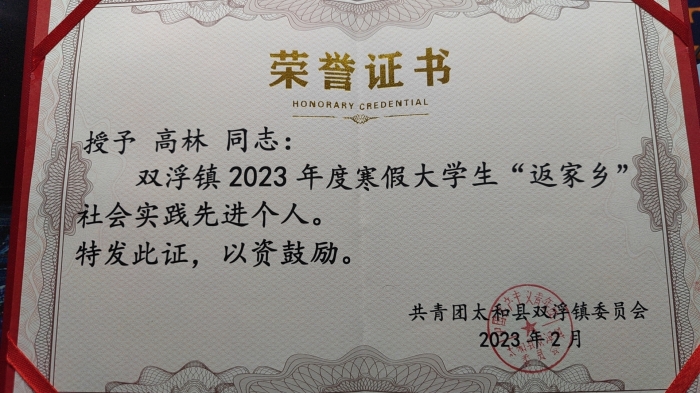 荣誉证书
HONORARY CREDENTIAL
授予 高林 同志：
双浮镇2023年度寒假大学生“返家乡”
社会实践先进个人。
特发此证，以资鼓励。
共青团太和县双浮镇委员会
2023年2月